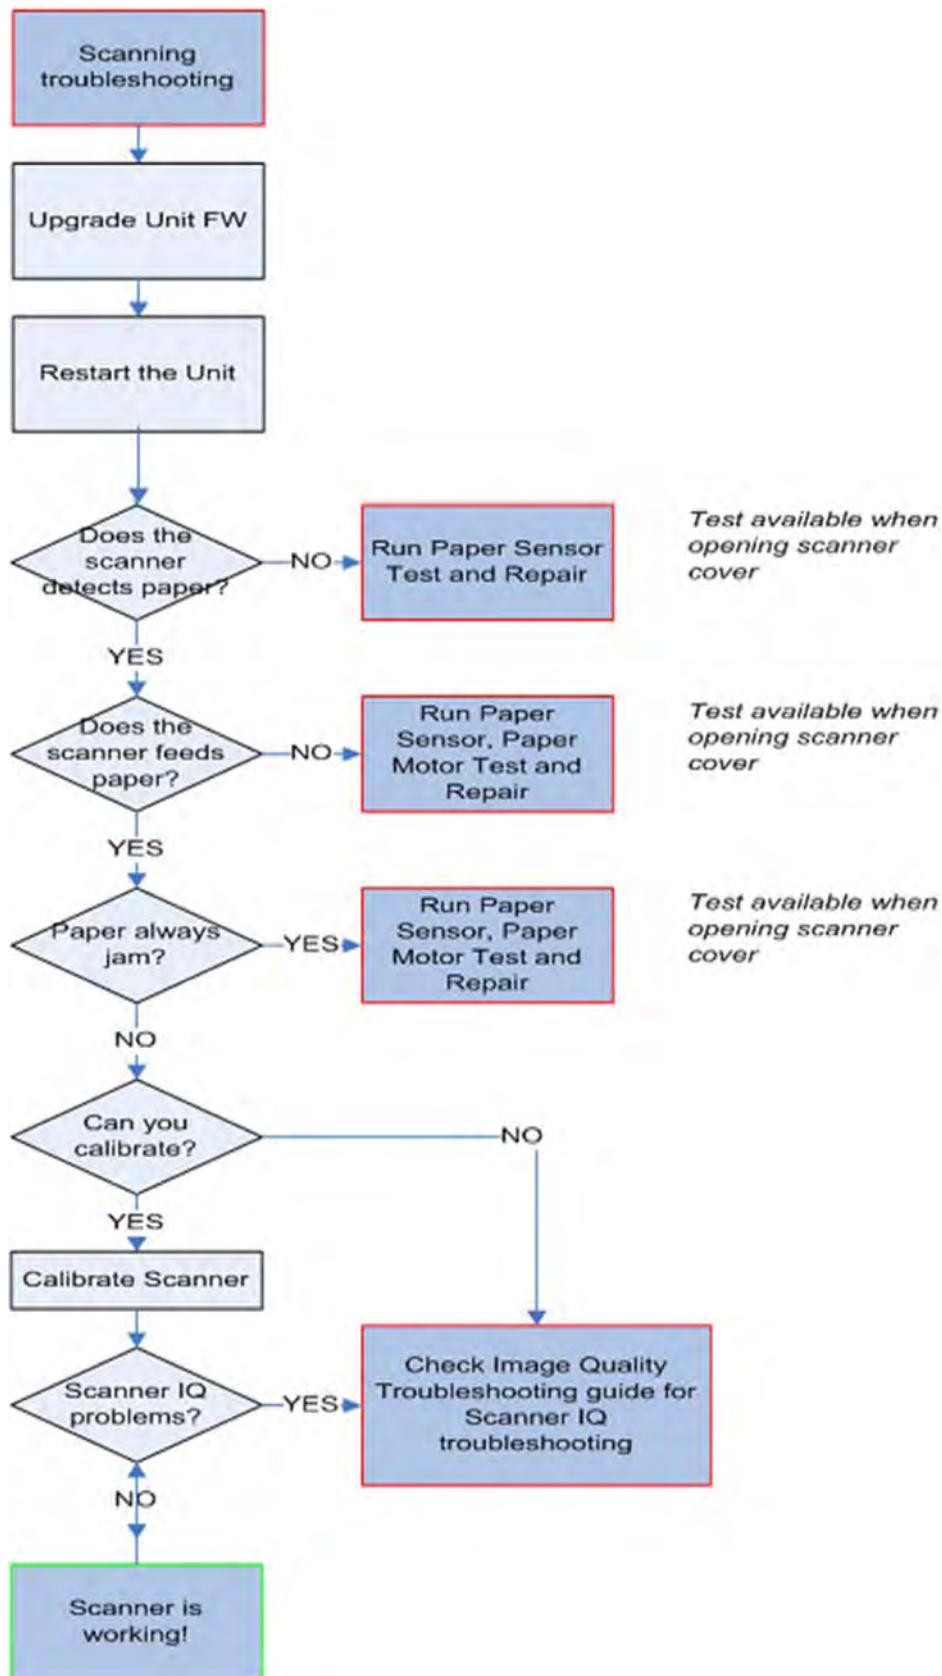 Scanning
troubleshooting
Upgrade Unit FW
Restart the Unit
Does the
scanner
detects paper?
NO
Run Paper Sensor
Test and Repair
Test available when
opening scanner
cover
YES
Does the
scanner feeds
paper?
NO
Run Paper
Sensor, Paper
Motor Test and
Repair
Test available when
opening scanner
cover
YES
Paper always
jam?
YES
Run Paper
Sensor, Paper
Motor Test and
Repair
Test available when
opening scanner
cover
NO
Can you
calibrate?
NO
YES
Calibrate Scanner
Scanner IQ
problems?
YES
Check Image Quality
Troubleshooting guide for
Scanner IQ
troubleshooting
NO
Scanner is
working!